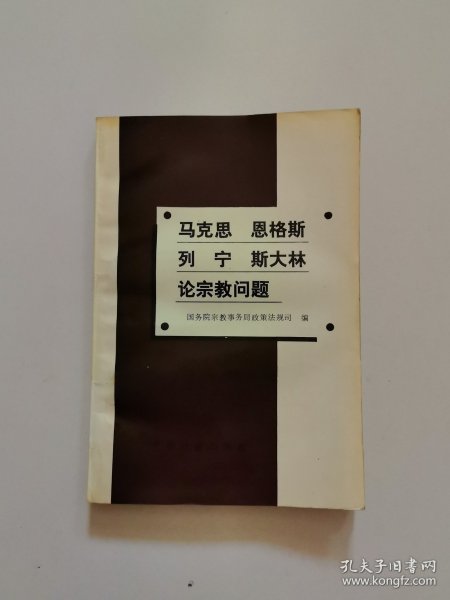 马克思 恩格斯
列 宁 斯大林
论宗教问题
国务院宗教事务局政策法规司 编
孔夫子旧书网
www.kongfz.com